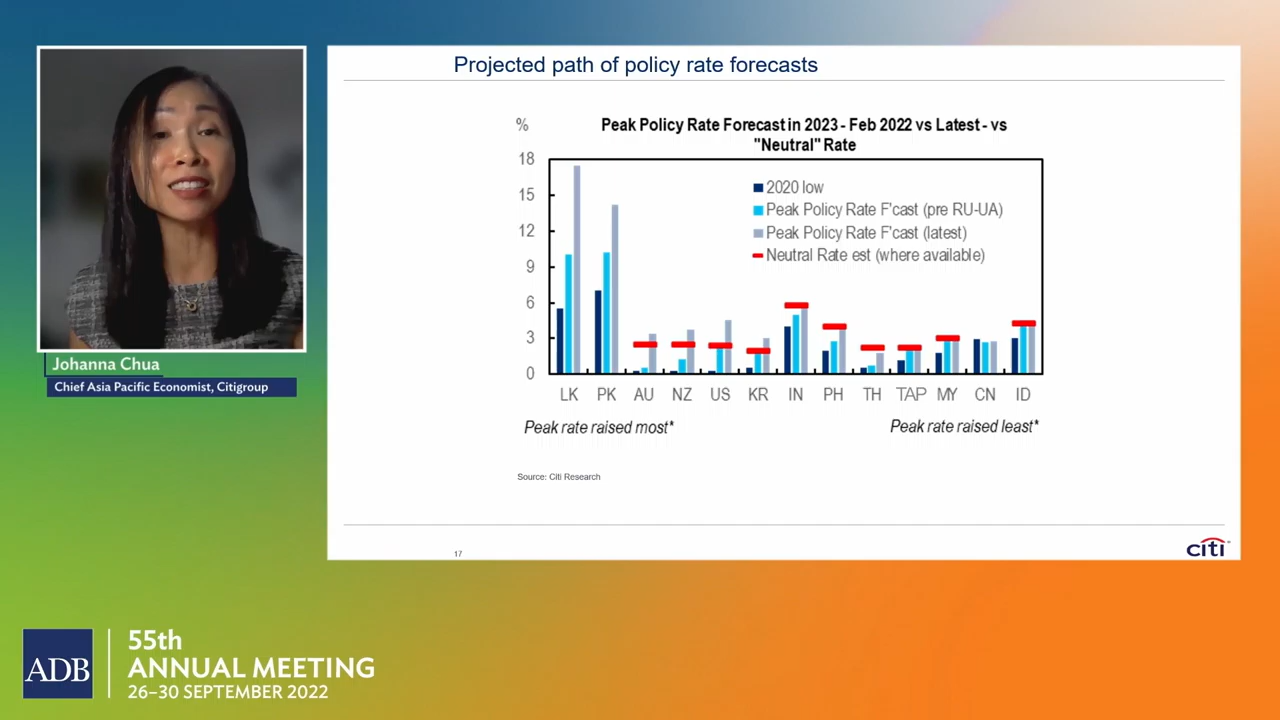 Projected path of policy rate forecasts
%
Peak Policy Rate Forecast in 2023 - Feb 2022 vs Latest - vs
"Neutral" Rate
18
15
12
9
6
3
0
2020 low
Peak Policy Rate F'cast (pre RU-UA)
Peak Policy Rate F'cast (latest)
Neutral Rate est (where available)
LK PK AU NZ US KR IN PH TH TAP MY CN ID
Peak rate raised most* Peak rate raised least*
Source: Citi Research
17
citi
Johanna Chua
Chief Asia Pacific Economist, Citigroup
ADB
55th
ANNUAL MEETING
26–30 SEPTEMBER 2022